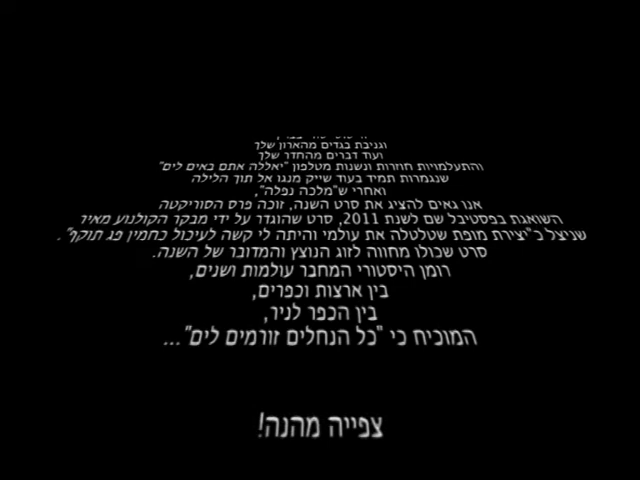 וגניבת בגדים מהארון שלך
ועוד דברים מהחדר שלך
והתעלמויות חוזרות ונשנות מטלפון "יאללה אתם באים לים"
שנגמרות תמיד בעוד שייק מנגו אל תוך הלילה
ואחרי ש"מלכה נפלה",
אנו גאים להציג את סרט השנה, זוכה פרס הסוריקטה
השואגת בפסטיבל שם לשנת 2011, סרט שהוגדר על ידי מבקר הקולנוע מאיר
שניצל כ"יצירת מופת שטלטלה את עולמי והיתה לי קשה לעיכול כחמין פג תוקף".
סרט שכולו מחווה לזוג הנוצץ והמדובר של השנה.
רומן היסטורי המחבר עולמות ושנים,
בין ארצות וכפרים,
בין הכפר לניר,
המוכיח כי "כל הנחלים זורמים לים"...
צפייה מהנה!